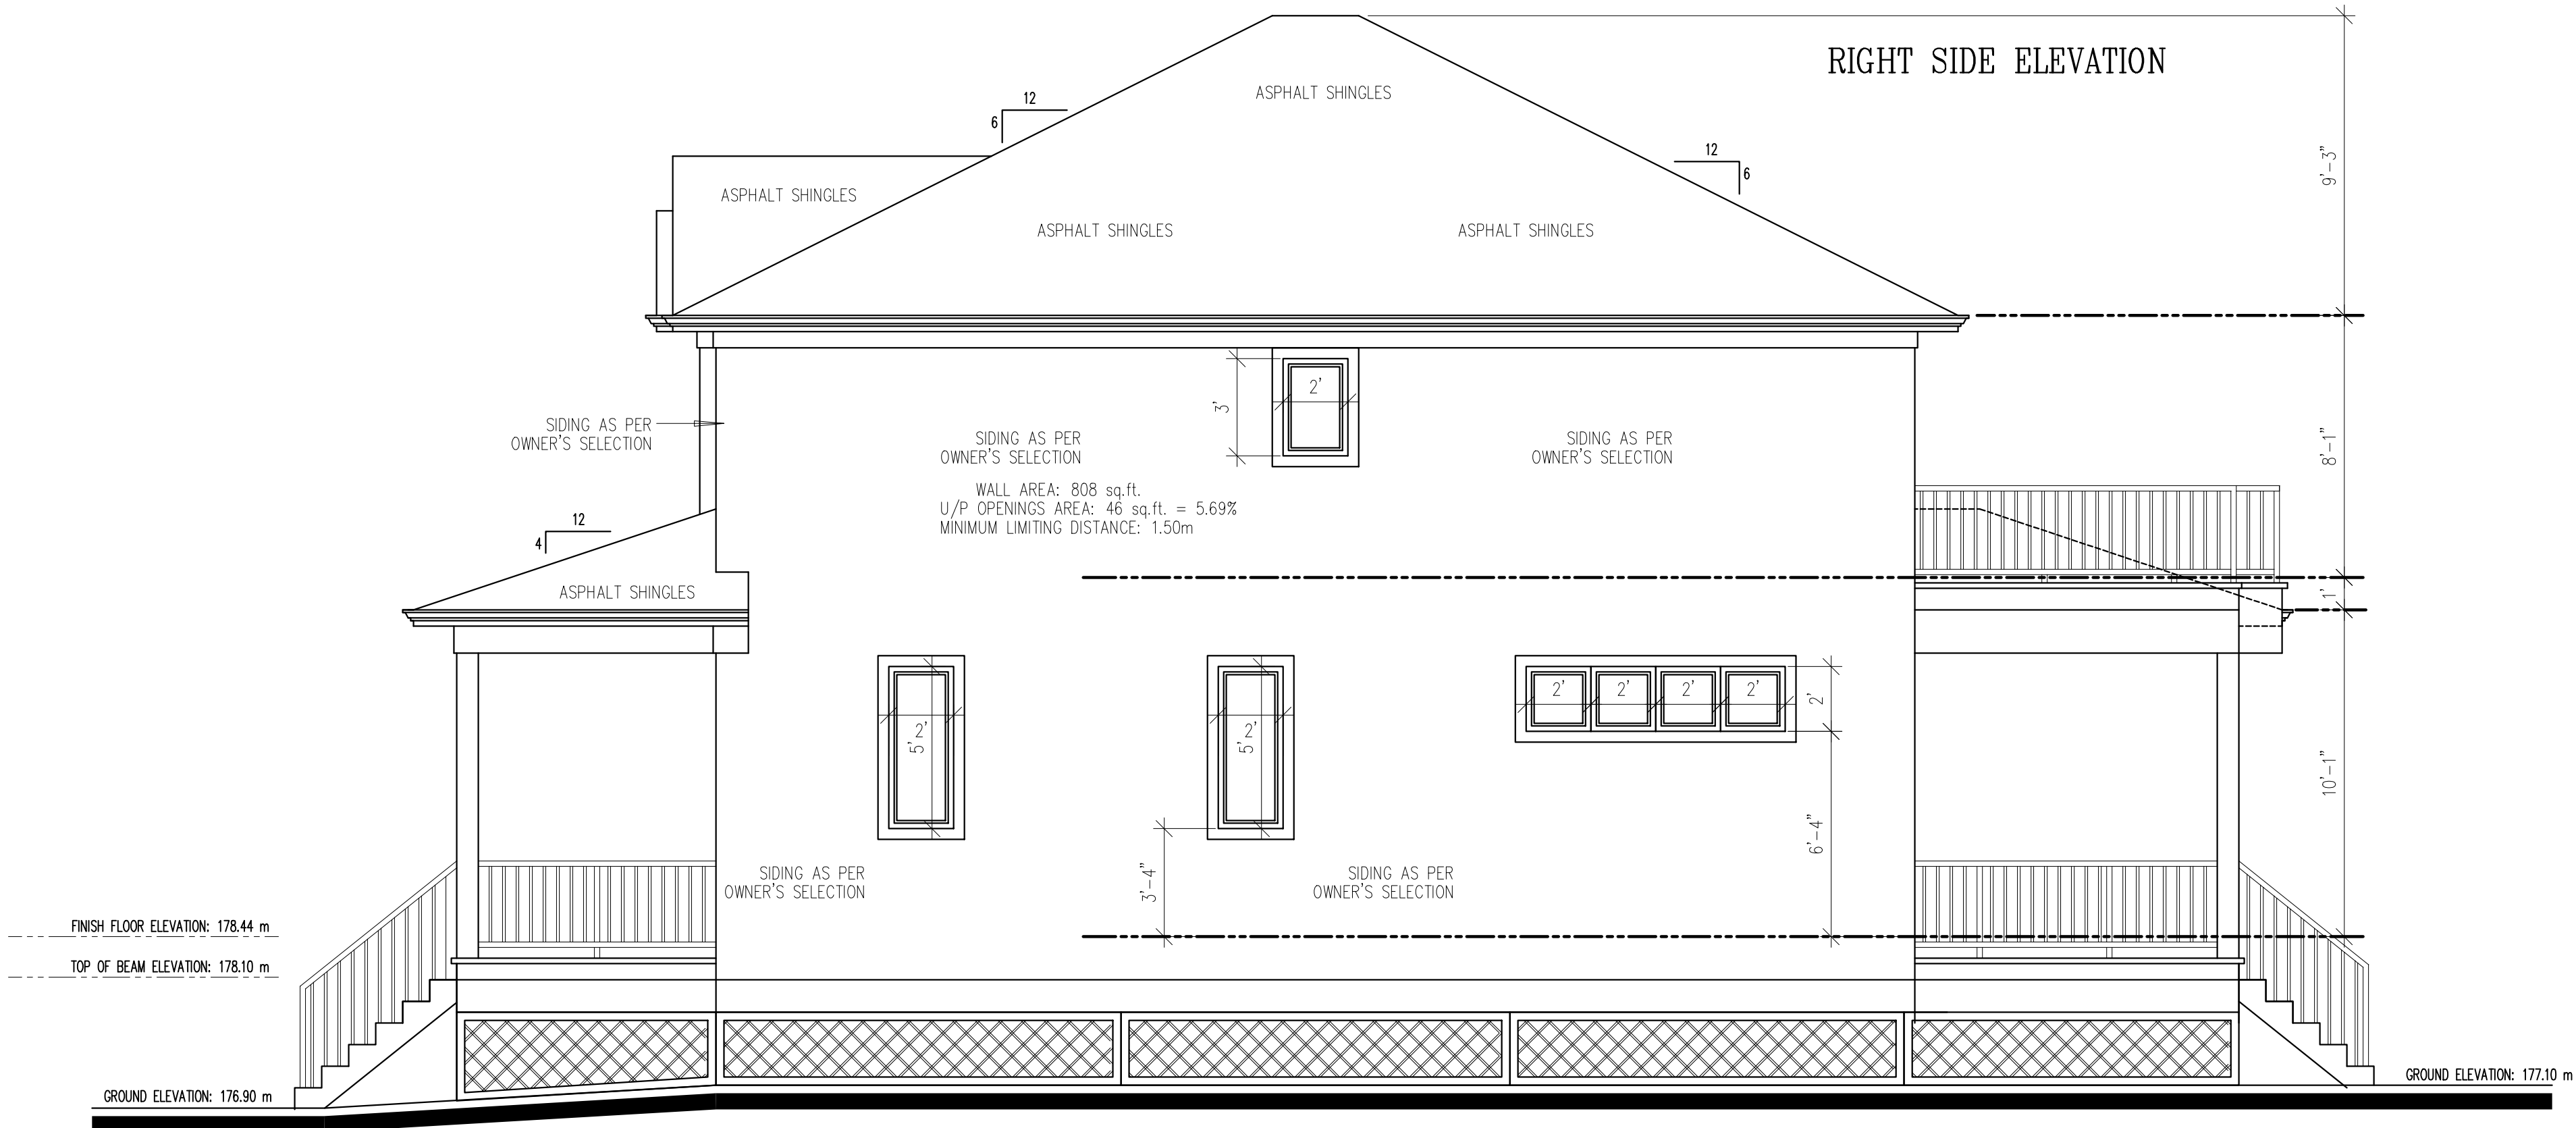 RIGHT SIDE ELEVATION
ASPHALT SHINGLES
12
6
12
6
9'-3"
ASPHALT SHINGLES
ASPHALT SHINGLES
ASPHALT SHINGLES
2'
3'
SIDING AS PER
OWNER'S SELECTION
SIDING AS PER
OWNER'S SELECTION
SIDING AS PER
OWNER'S SELECTION
8'-1"
WALL AREA: 808 sq.ft.
U/P OPENINGS AREA: 46 sq.ft. = 5.69%
MINIMUM LIMITING DISTANCE: 1.50m
12
4
ASPHALT SHINGLES
1'
2'
5'
2'
5'
2'
2'
2'
2'
2'
10'-1"
6'-4"
3'-4"
SIDING AS PER
OWNER'S SELECTION
SIDING AS PER
OWNER'S SELECTION
FINISH FLOOR ELEVATION: 178.44 m
TOP OF BEAM ELEVATION: 178.10 m
GROUND ELEVATION: 176.90 m
GROUND ELEVATION: 177.10 m